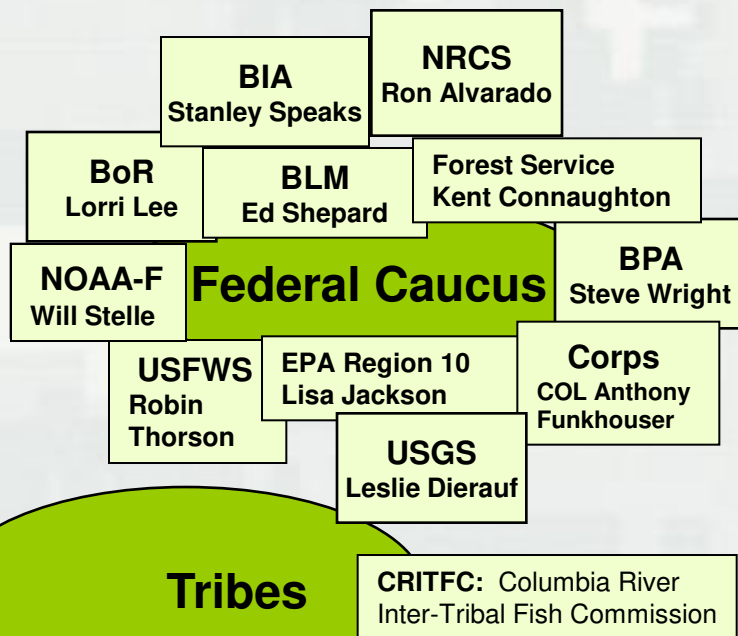 NRCS
Ron Alvarado
BIA
Stanley Speaks
BoR
Lorri Lee
BLM
Ed Shepard
Forest Service
Kent Connaughton
NOAA-F
Will Stelle
Federal Caucus
BPA
Steve Wright
USFWS
Robin
Thorson
EPA Region 10
Lisa Jackson
Corps
COL Anthony
Funkhouser
USGS
Leslie Dierauf
Tribes
CRITFC: Columbia River
Inter-Tribal Fish Commission